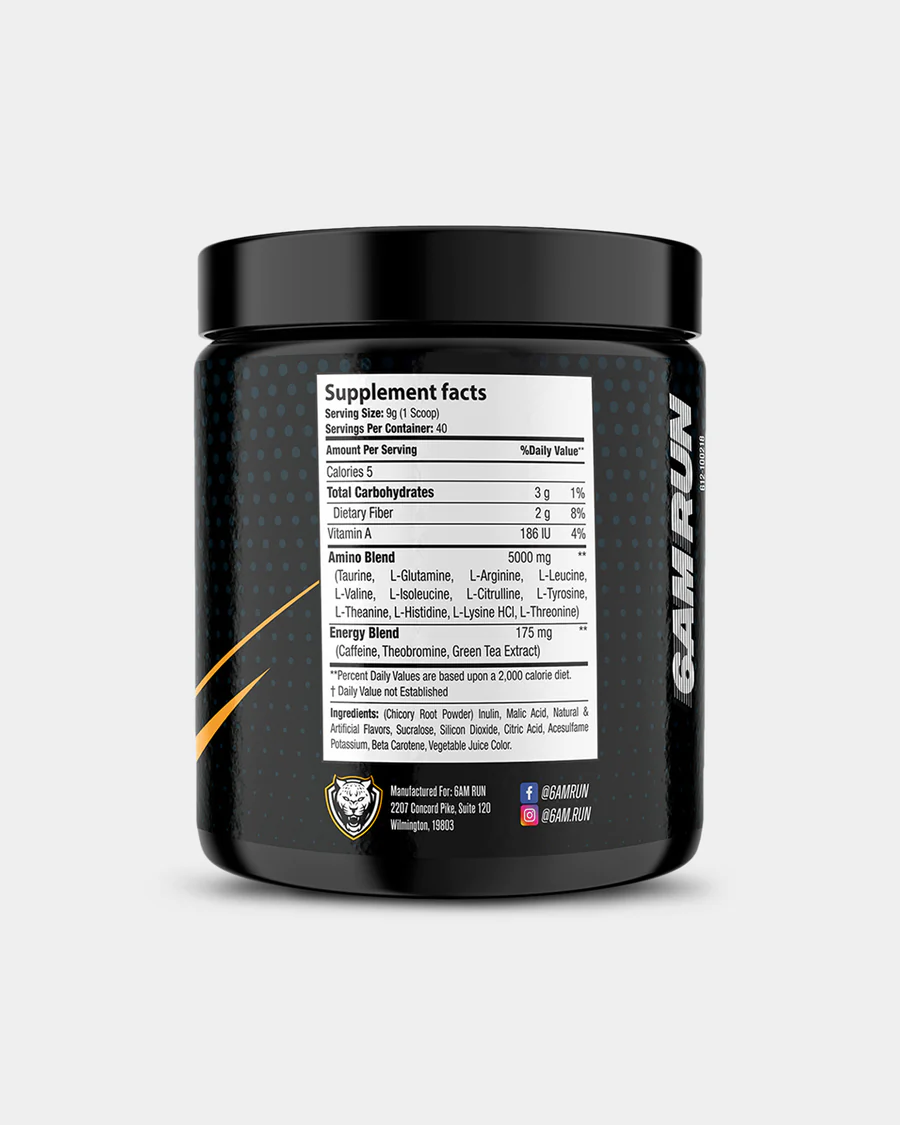 Supplement facts
Serving Size: 9g (1 Scoop)
Servings Per Container: 40
Amount Per Serving %Daily Value**
Calories 5
Total Carbohydrates 3 g 1%
Dietary Fiber 2 g 8%
Vitamin A 186 IU 4%
Amino Blend 5000 mg **
(Taurine, L-Glutamine, L-Arginine, L-Leucine,
L-Valine, L-Isoleucine, L-Citrulline, L-Tyrosine,
L-Theanine, L-Histidine, L-Lysine HCl, L-Threonine)
Energy Blend 175 mg **
(Caffeine, Theobromine, Green Tea Extract)
**Percent Daily Values are based upon a 2,000 calorie diet.
† Daily Value not Established
Ingredients: (Chicory Root Powder) Inulin, Malic Acid, Natural &
Artificial Flavors, Sucralose, Silicon Dioxide, Citric Acid, Acesulfame
Potassium, Beta Carotene, Vegetable Juice Color.
Manufactured For: 6AM RUN
2207 Concord Pike, Suite 120
Wilmington, 19803
@6AMRUN
@6AM.RUN
6AM RUN
612-100218